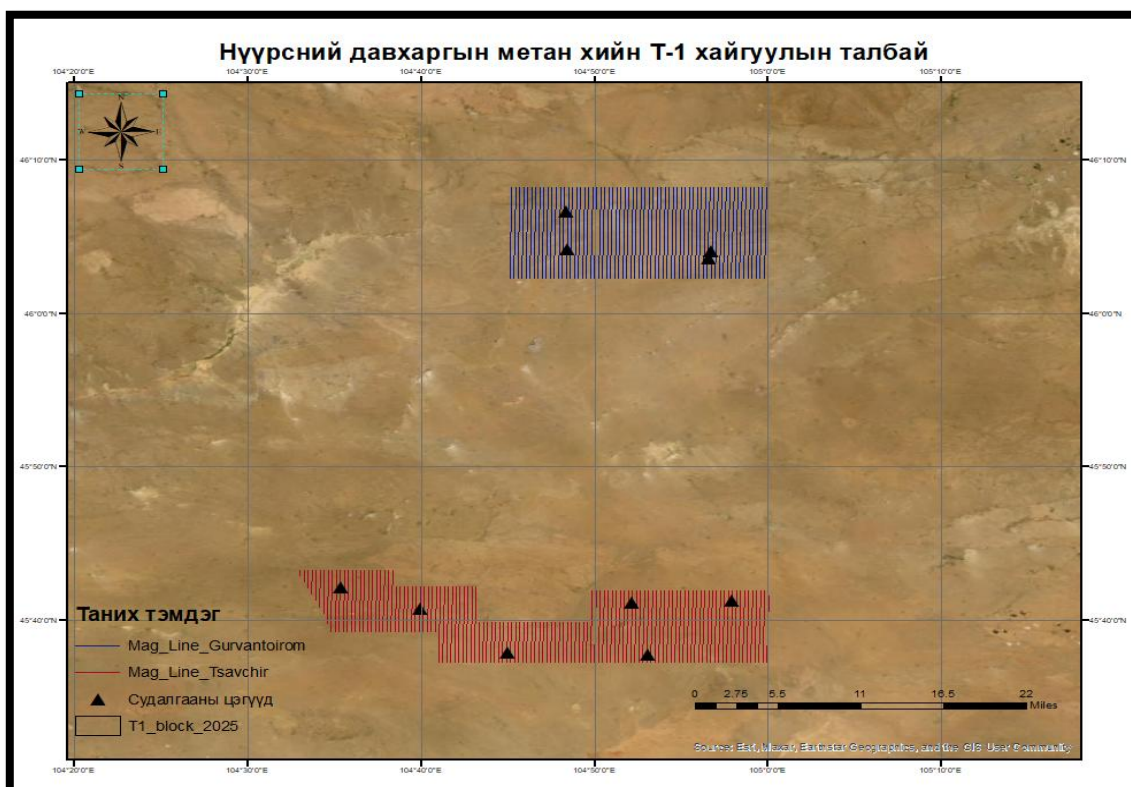 Нүүрсний давхаргын метан хийн Т-1 хайгуулын талбай
104°20'0"E 104°30'0"E 104°40'0"E 104°50'0"E 105°0'0"E 105°10'0"E
N
W E
S
46°10'0"N 46°10'0"N
46°0'0"N 46°0'0"N
45°50'0"N 45°50'0"N
45°40'0"N 45°40'0"N
Таних тэмдэг
Mag_Line_Gurvantoirom
Mag_Line_Tsavchir
Судалгааны цэгүүд
T1_block_2025
0 2.75 5.5 11 16.5 22
Miles
Source: Esri, Maxar, Earthstar Geographics, and the GIS User Community
104°20'0"E 104°30'0"E 104°40'0"E 104°50'0"E 105°0'0"E 105°10'0"E